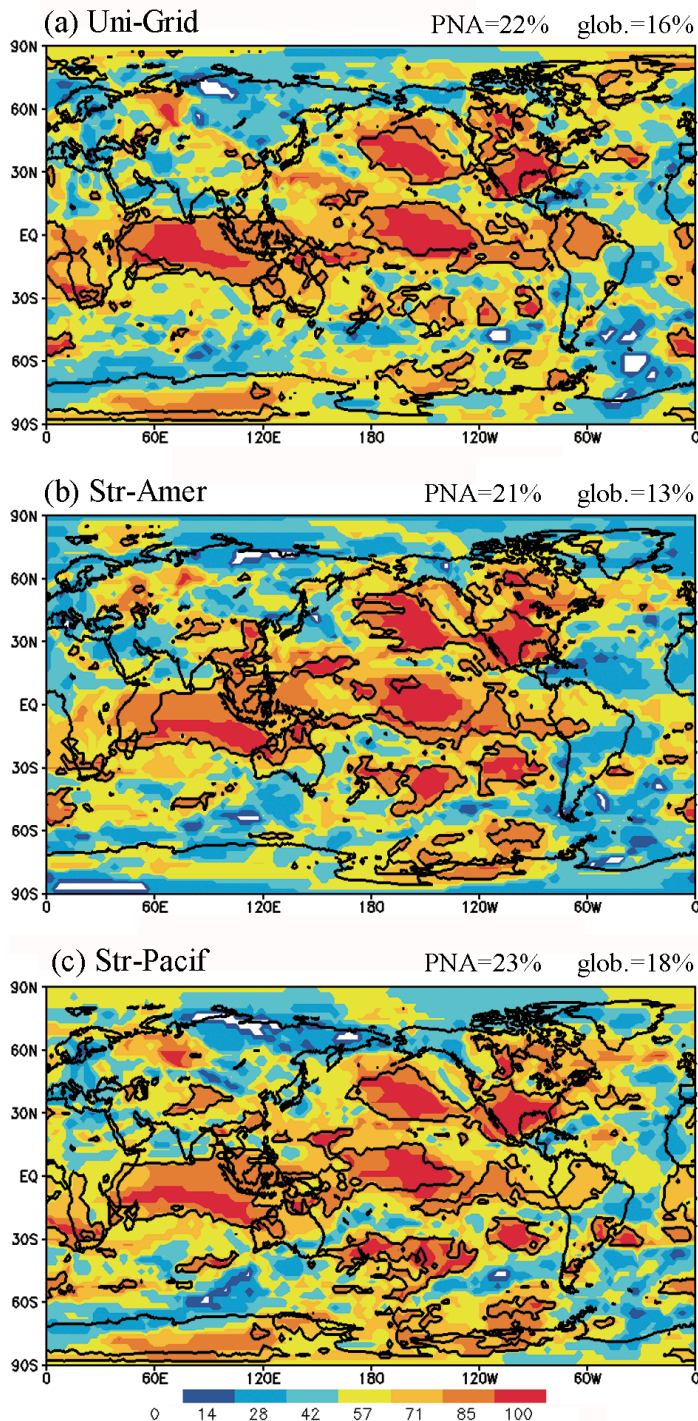 (a) Uni-Grid PNA=22% glob.=16%
90N
60N
30N
EQ
30S
60S
90S
0 60E 120E 180 120W 60W 0
(b) Str-Amer PNA=21% glob.=13%
90N
60N
30N
EQ
30S
60S
90S
0 60E 120E 180 120W 60W 0
(c) Str-Pacif PNA=23% glob.=18%
90N
60N
30N
EQ
30S
60S
90S
0 60E 120E 180 120W 60W 0
0 14 28 42 57 71 85 100